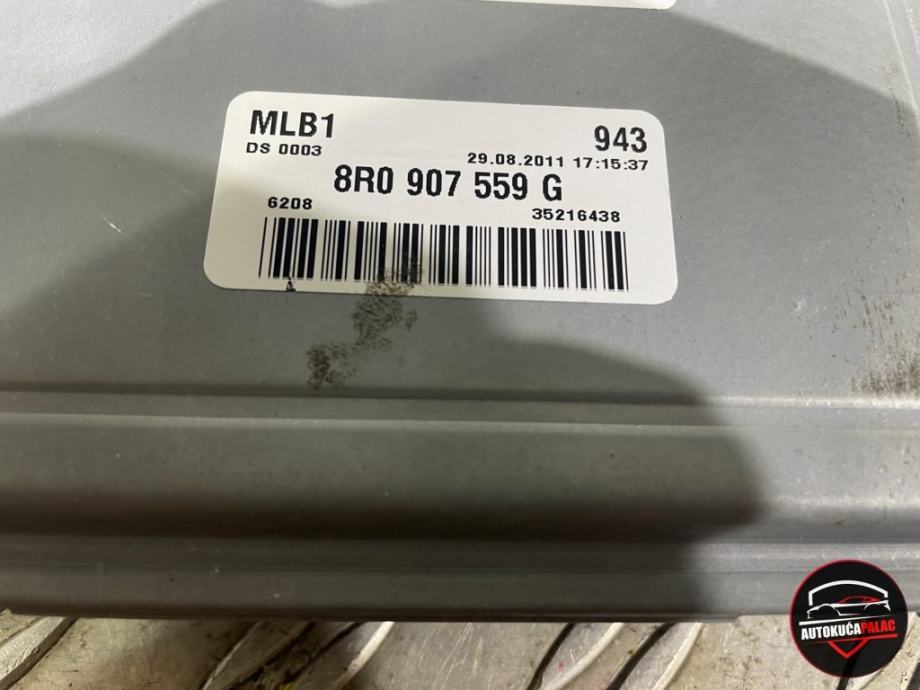 MLB1 943
DS 0003 29.08.2011 17:15:37
8R0 907 559 G
6208 35216438
AUTOKUĆAPALAC